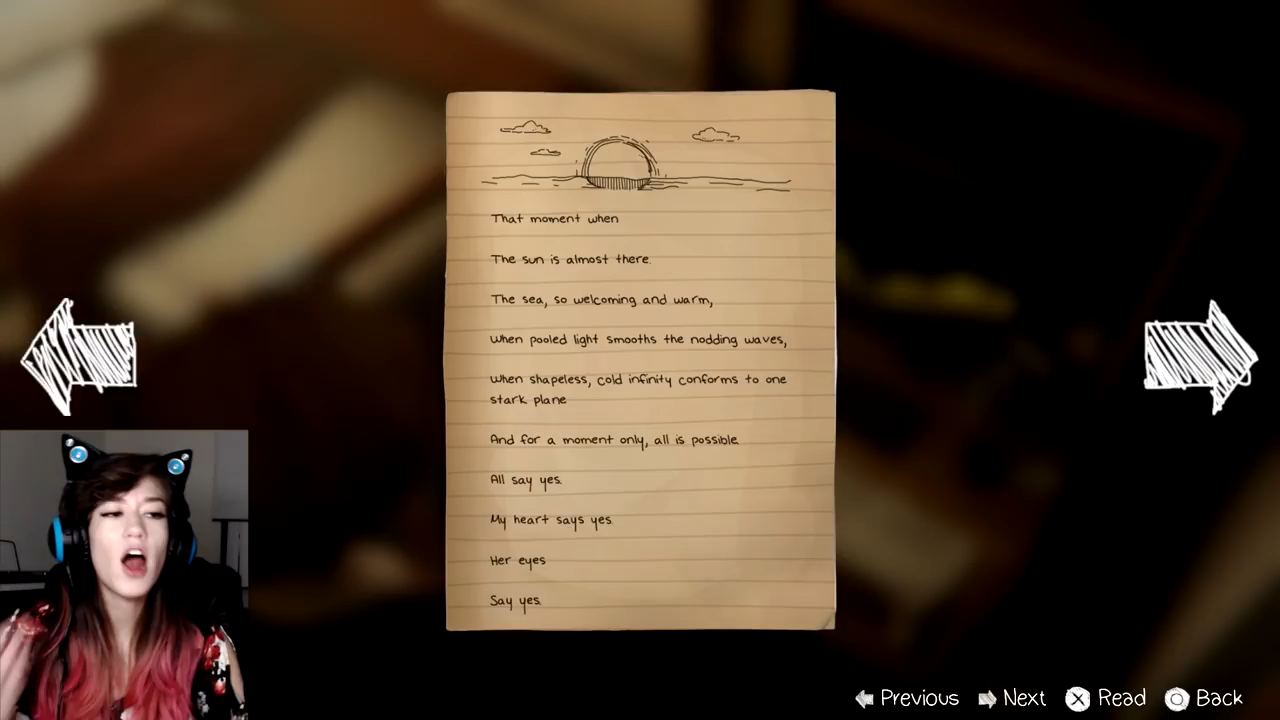 That moment when
The sun is almost there.
The sea, so welcoming and warm,
When pooled light smooths the nodding waves,
When shapeless, cold infinity conforms to one
stark plane
And for a moment only, all is possible.
All say yes.
My heart says yes.
Her eyes
Say yes.
Previous Next Read Back